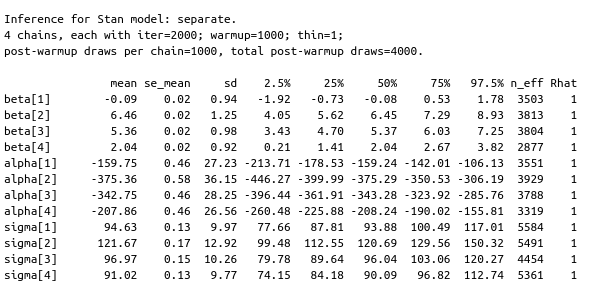 Inference for Stan model: separate.
4 chains, each with iter=2000; warmup=1000; thin=1;
post-warmup draws per chain=1000, total post-warmup draws=4000.
mean se_mean sd 2.5% 25% 50% 75% 97.5% n_eff Rhat
beta[1] -0.09 0.02 0.94 -1.92 -0.73 -0.08 0.53 1.78 3503 1
beta[2] 6.46 0.02 1.25 4.05 5.62 6.45 7.29 8.93 3813 1
beta[3] 5.36 0.02 0.98 3.43 4.70 5.37 6.03 7.25 3804 1
beta[4] 2.04 0.02 0.92 0.21 1.41 2.04 2.67 3.82 2877 1
alpha[1] -159.75 0.46 27.23 -213.71 -178.53 -159.24 -142.01 -106.13 3551 1
alpha[2] -375.36 0.58 36.15 -446.27 -399.99 -375.29 -350.53 -306.19 3929 1
alpha[3] -342.75 0.46 28.25 -396.44 -361.91 -343.28 -323.92 -285.76 3788 1
alpha[4] -207.86 0.46 26.56 -260.48 -225.88 -208.24 -190.02 -155.81 3319 1
sigma[1] 94.63 0.13 9.97 77.66 87.81 93.88 100.49 117.01 5584 1
sigma[2] 121.67 0.17 12.92 99.48 112.55 120.69 129.56 150.32 5491 1
sigma[3] 96.97 0.15 10.26 79.78 89.64 96.04 103.06 120.27 4454 1
sigma[4] 91.02 0.13 9.77 74.15 84.18 90.09 96.82 112.74 5361 1